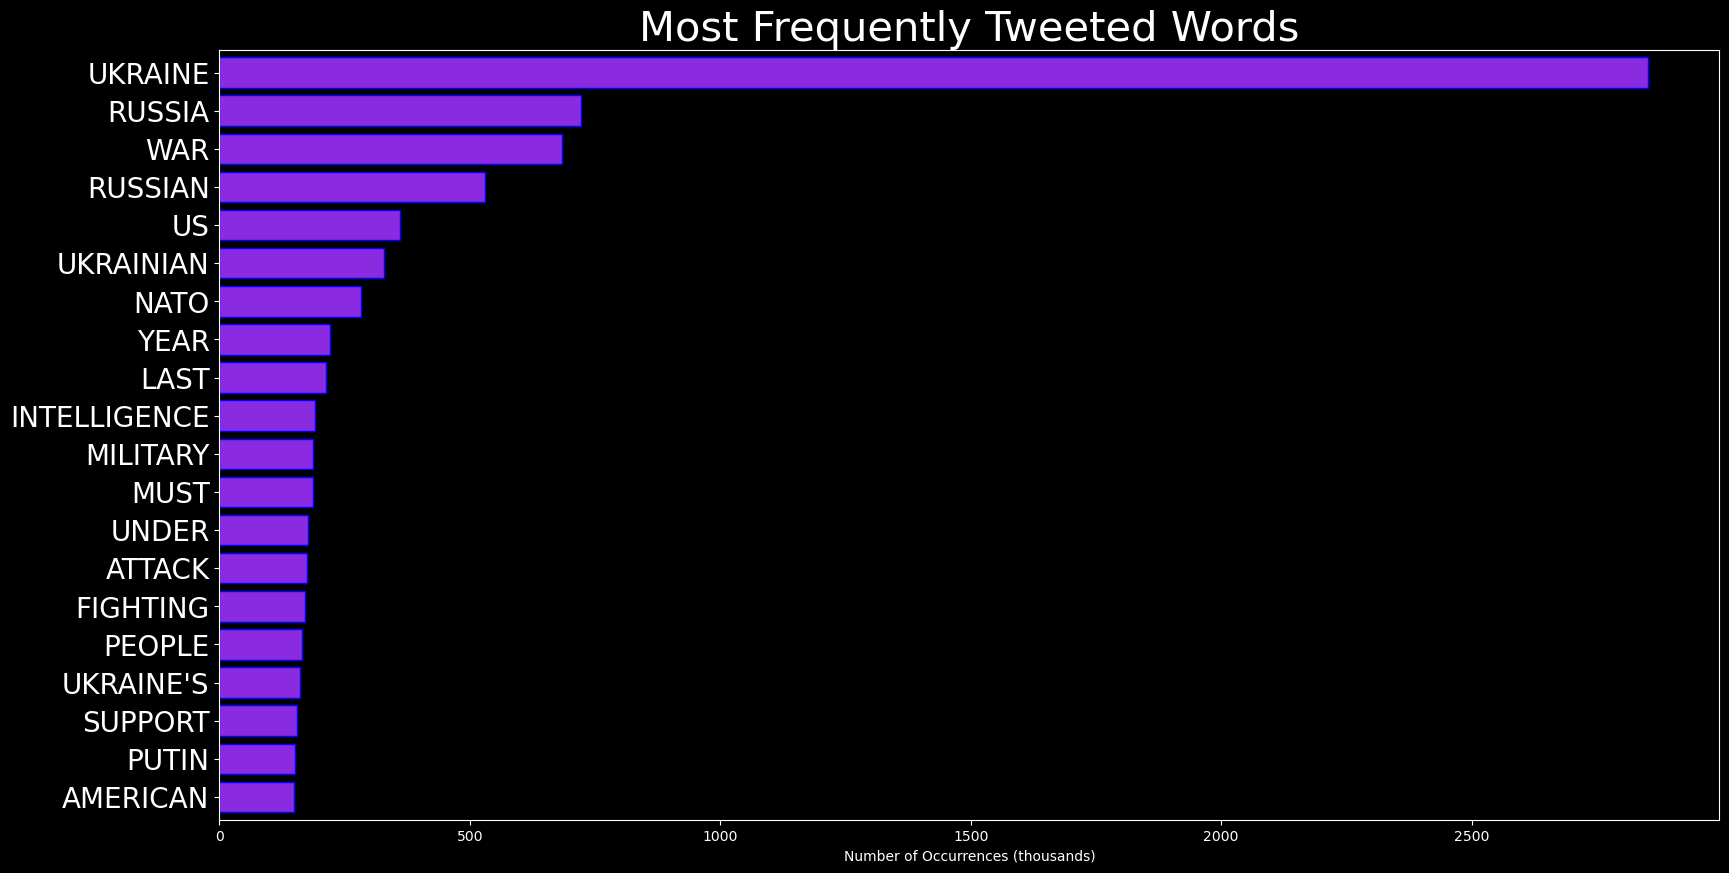 Most Frequently Tweeted Words
UKRAINE
RUSSIA
WAR
RUSSIAN
US
UKRAINIAN
NATO
YEAR
LAST
INTELLIGENCE
MILITARY
MUST
UNDER
ATTACK
FIGHTING
PEOPLE
UKRAINE'S
SUPPORT
PUTIN
AMERICAN
0 500 1000 1500 2000 2500
Number of Occurrences (thousands)